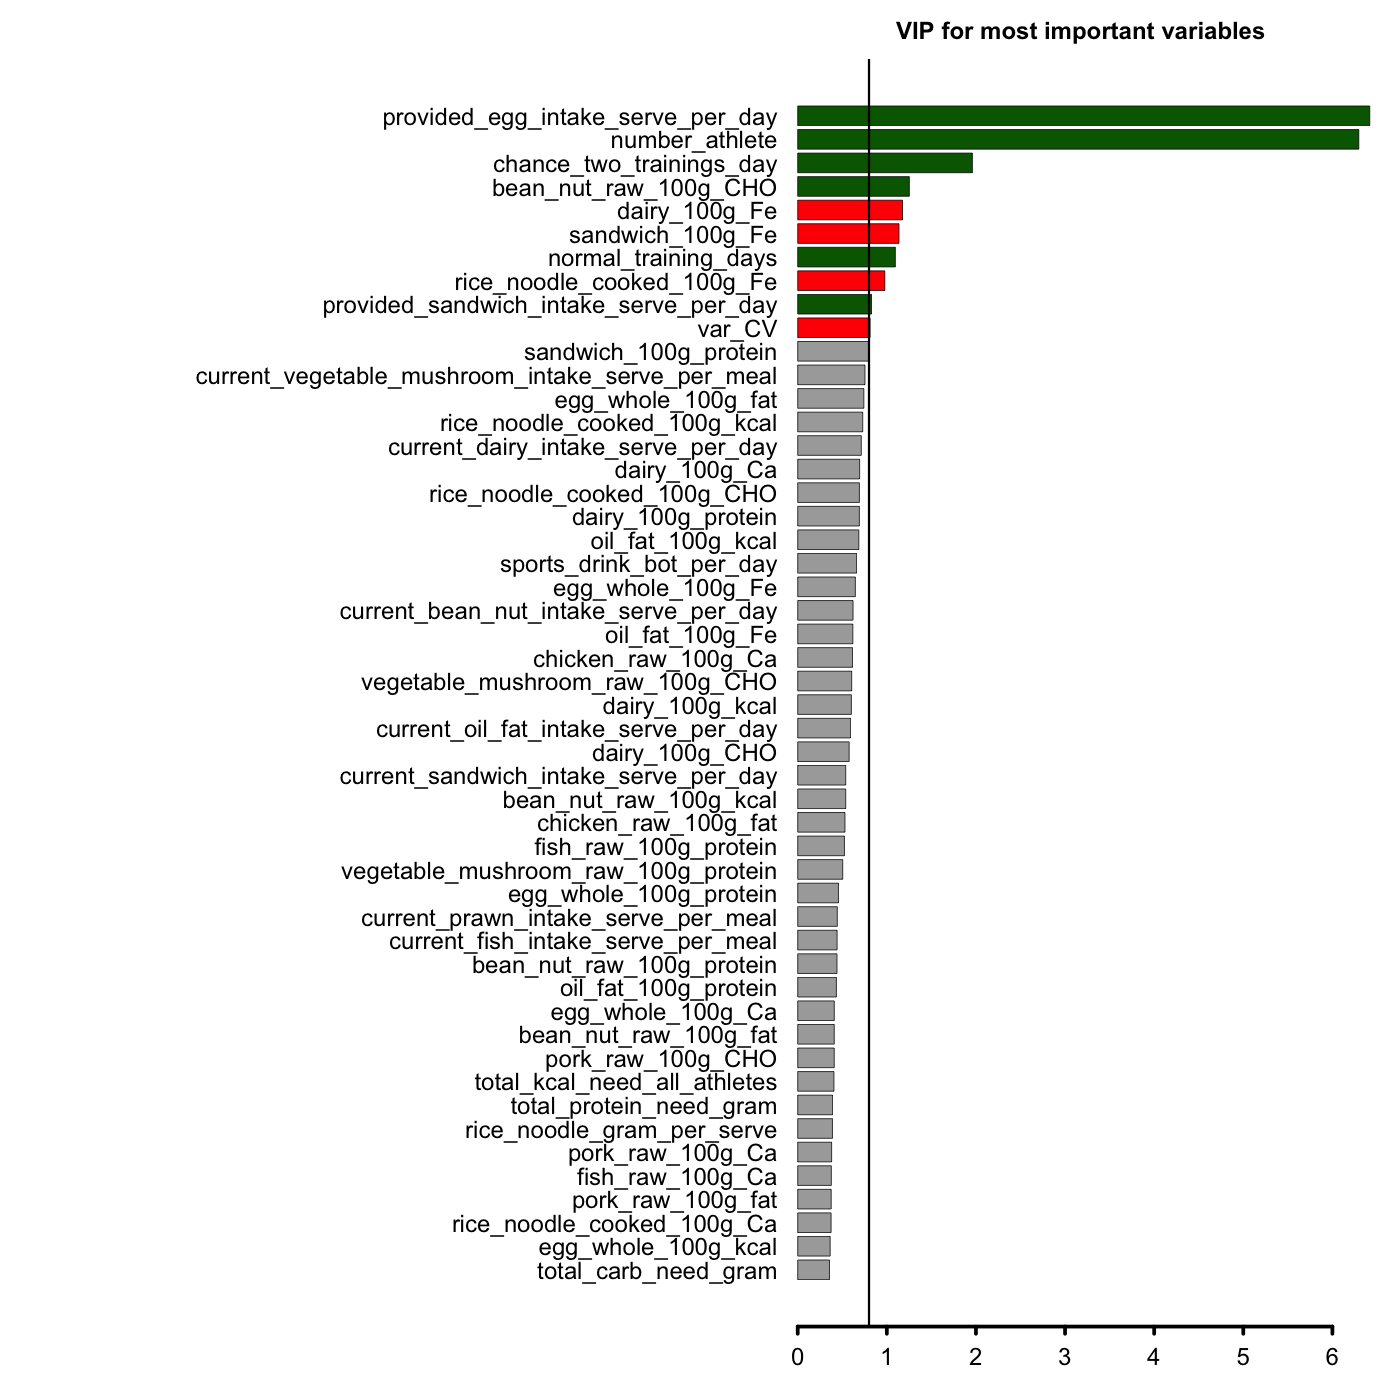 VIP for most important variables
provided_egg_intake_serve_per_day
number_athlete
chance_two_trainings_day
bean_nut_raw_100g_CHO
dairy_100g_Fe
sandwich_100g_Fe
normal_training_days
rice_noodle_cooked_100g_Fe
provided_sandwich_intake_serve_per_day
var_CV
sandwich_100g_protein
current_vegetable_mushroom_intake_serve_per_meal
egg_whole_100g_fat
rice_noodle_cooked_100g_kcal
current_dairy_intake_serve_per_day
dairy_100g_Ca
rice_noodle_cooked_100g_CHO
dairy_100g_protein
oil_fat_100g_kcal
sports_drink_bot_per_day
egg_whole_100g_Fe
current_bean_nut_intake_serve_per_day
oil_fat_100g_Fe
chicken_raw_100g_Ca
vegetable_mushroom_raw_100g_CHO
dairy_100g_kcal
current_oil_fat_intake_serve_per_day
dairy_100g_CHO
current_sandwich_intake_serve_per_day
bean_nut_raw_100g_kcal
chicken_raw_100g_fat
fish_raw_100g_protein
vegetable_mushroom_raw_100g_protein
egg_whole_100g_protein
current_prawn_intake_serve_per_meal
current_fish_intake_serve_per_meal
bean_nut_raw_100g_protein
oil_fat_100g_protein
egg_whole_100g_Ca
bean_nut_raw_100g_fat
pork_raw_100g_CHO
total_kcal_need_all_athletes
total_protein_need_gram
rice_noodle_gram_per_serve
pork_raw_100g_Ca
fish_raw_100g_Ca
pork_raw_100g_fat
rice_noodle_cooked_100g_Ca
egg_whole_100g_kcal
total_carb_need_gram
0 1 2 3 4 5 6